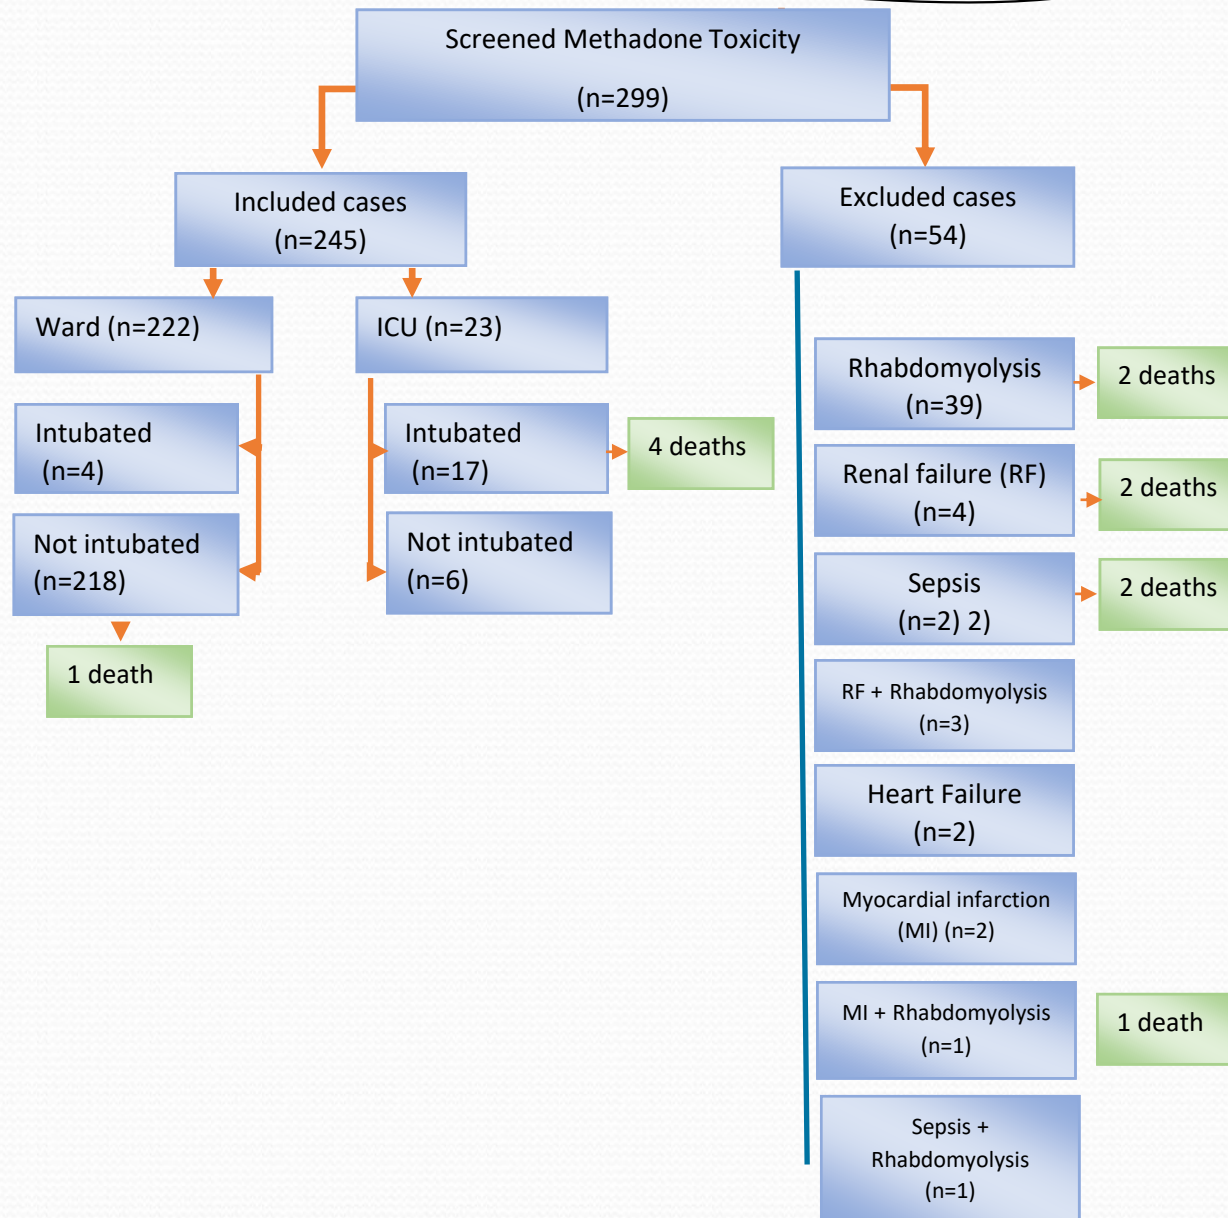 Screened Methadone Toxicity
(n=299)
Included cases
(n=245)
Excluded cases
(n=54)
Ward (n=222)
ICU (n=23)
Intubated
(n=4)
Intubated
(n=17)
4 deaths
Not intubated
(n=218)
Not intubated
(n=6)
1 death
Rhabdomyolysis
(n=39)
2 deaths
Renal failure (RF)
(n=4)
2 deaths
Sepsis
(n=2) 2)
2 deaths
RF + Rhabdomyolysis
(n=3)
Heart Failure
(n=2)
Myocardial infarction
(MI) (n=2)
MI + Rhabdomyolysis
(n=1)
1 death
Sepsis +
Rhabdomyolysis
(n=1)